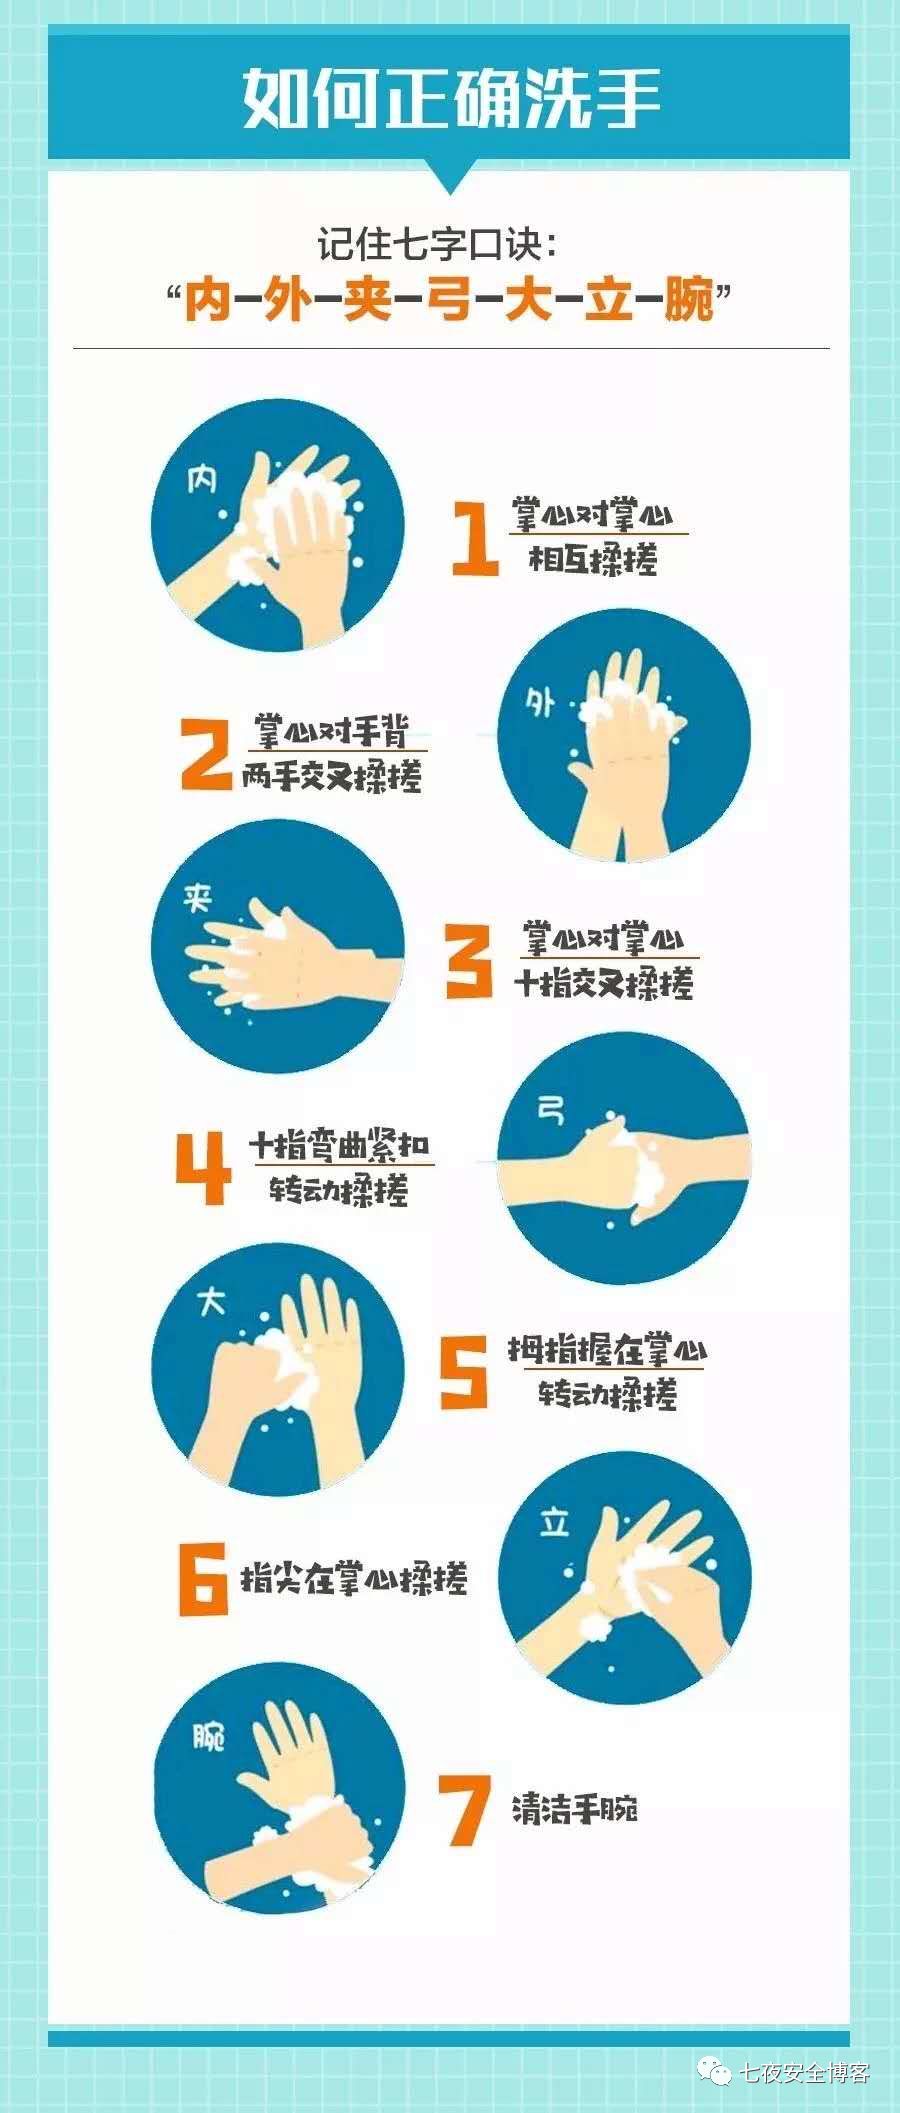 如何正确洗手
记住七字口诀：
“内-外-夹-弓-大-立-腕”
内
1
掌心对掌心
相互揉搓
外
2
掌心对手背
两手交叉揉搓
夹
3
掌心对掌心
十指交叉揉搓
弓
4
十指弯曲紧扣
转动揉搓
大
5
拇指握在掌心
转动揉搓
立
6
指尖在掌心揉搓
腕
7
清洁手腕
七夜安全博客